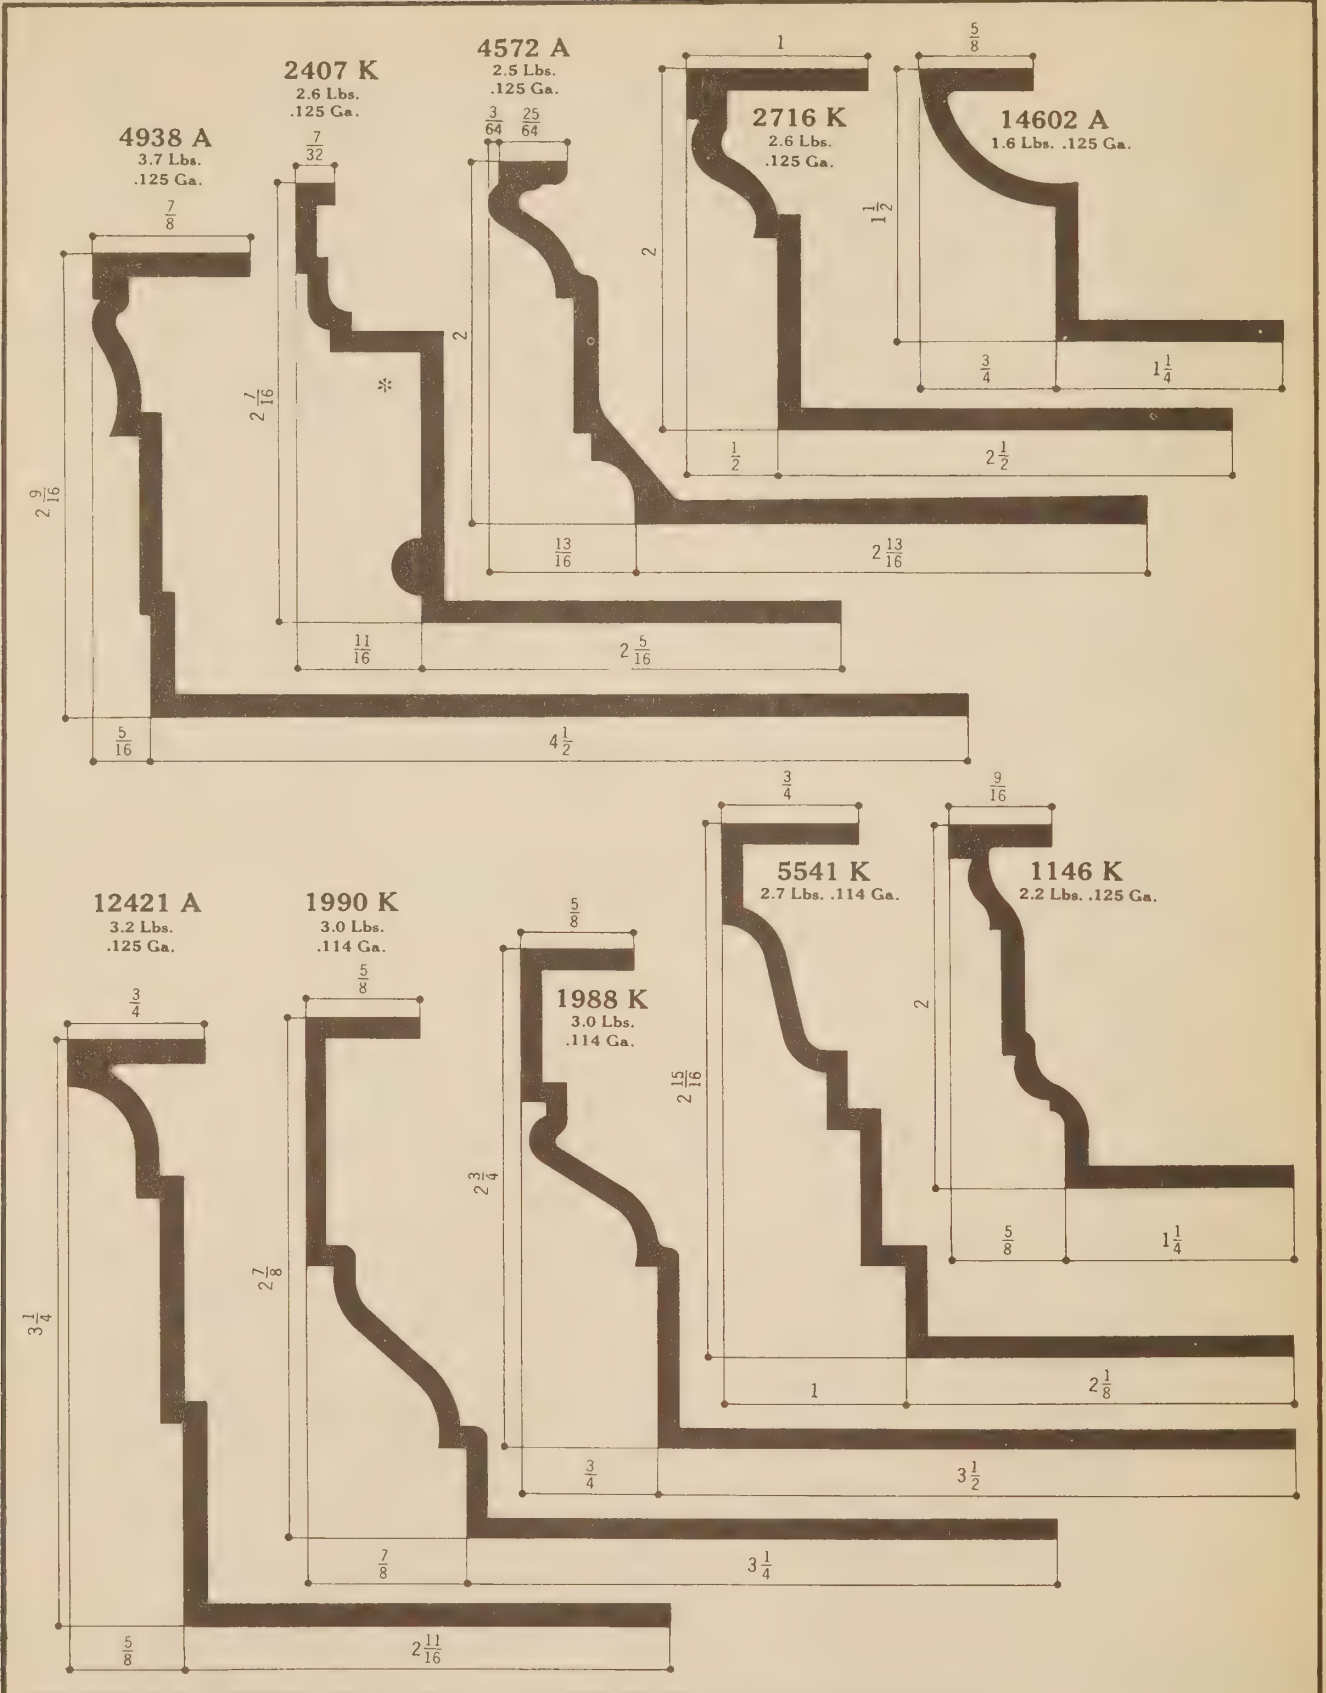 4938 A
3.7 Lbs.
.125 Ga.
7/8
2 9/16
5/16
4 1/2
2407 K
2.6 Lbs.
.125 Ga.
7/32
2 7/16
*
11/16
2 5/16
4572 A
2.5 Lbs.
.125 Ga.
3/64 25/64
2
13/16
2 13/16
1
2716 K
2.6 Lbs.
.125 Ga.
2
1/2
2 1/2
5/8
14602 A
1.6 Lbs. .125 Ga.
1 1/2
3/4
1 1/4
12421 A
3.2 Lbs.
.125 Ga.
3/4
3 1/4
5/8
2 11/16
1990 K
3.0 Lbs.
.114 Ga.
5/8
2 7/8
7/8
3 1/4
5/8
1988 K
3.0 Lbs.
.114 Ga.
2 3/4
3/4
3 1/2
3/4
5541 K
2.7 Lbs. .114 Ga.
2 15/16
1
2 1/8
9/16
1146 K
2.2 Lbs. .125 Ga.
2
5/8
1 1/4